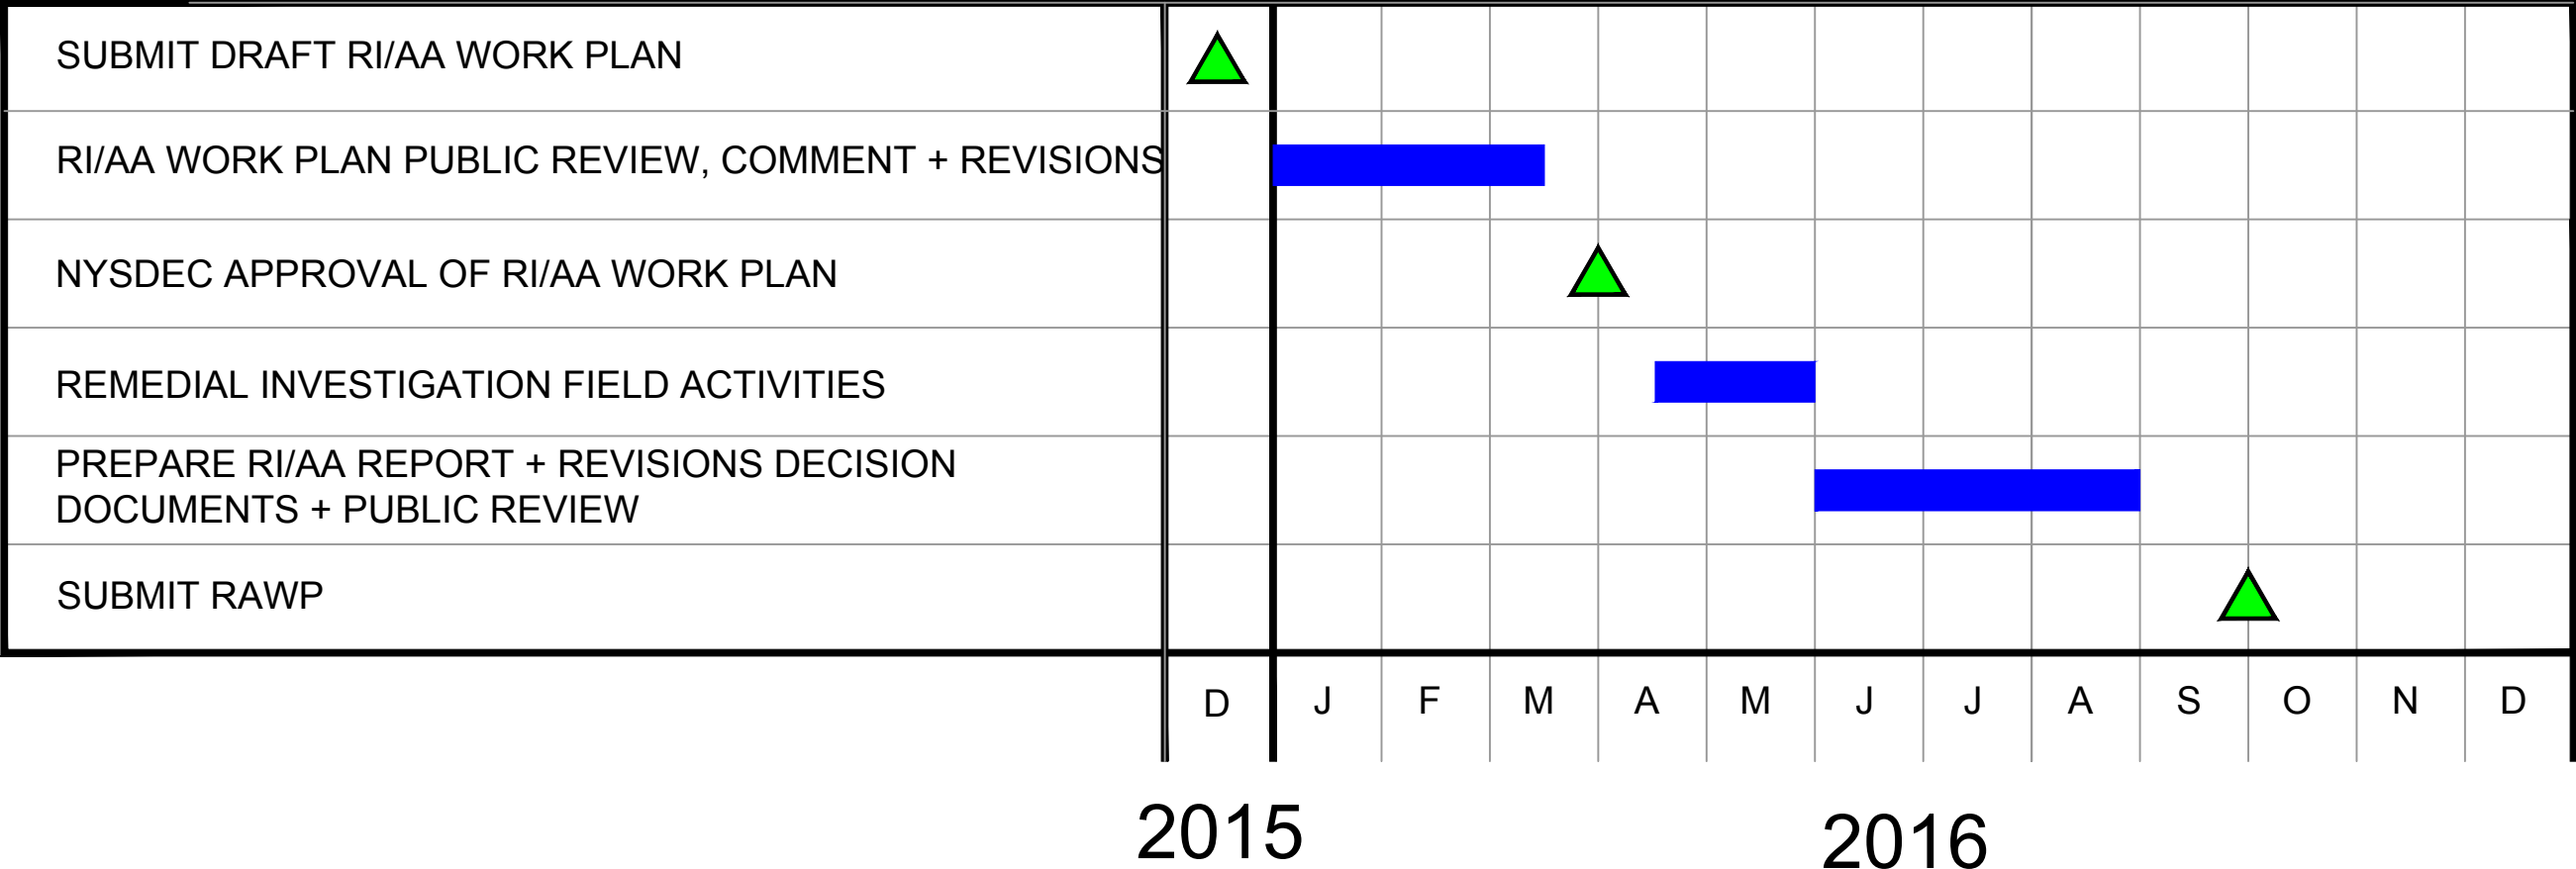 SUBMIT DRAFT RI/AA WORK PLAN
RI/AA WORK PLAN PUBLIC REVIEW, COMMENT + REVISIONS
NYSDEC APPROVAL OF RI/AA WORK PLAN
REMEDIAL INVESTIGATION FIELD ACTIVITIES
PREPARE RI/AA REPORT + REVISIONS DECISION
DOCUMENTS + PUBLIC REVIEW
SUBMIT RAWP
D J F M A M J J A S O N D
2015 2016